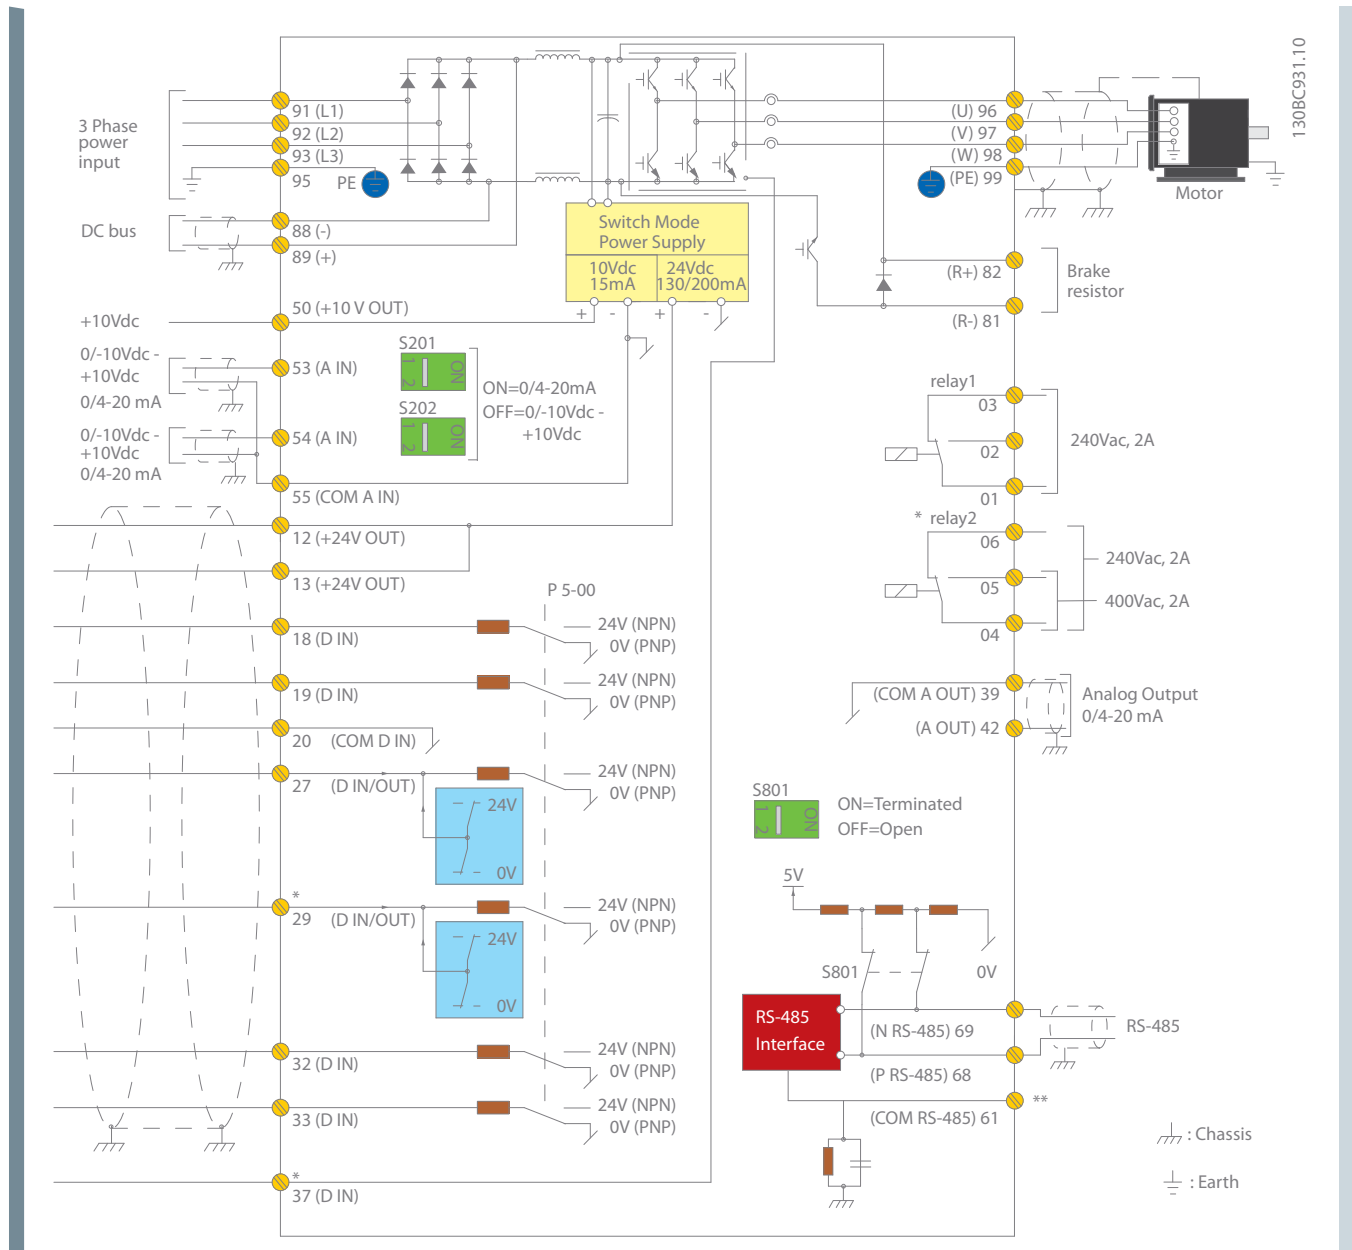 130BC931.10
3 Phase
power
input
91 (L1)
92 (L2)
93 (L3)
95
PE
DC bus
88 (-)
89 (+)
50 (+10 V OUT)
+10Vdc
0/-10Vdc -
+10Vdc
0/4-20 mA
53 (A IN)
0/-10Vdc -
+10Vdc
0/4-20 mA
54 (A IN)
55 (COM A IN)
12 (+24V OUT)
13 (+24V OUT)
18 (D IN)
19 (D IN)
20 (COM D IN)
27 (D IN/OUT)
*
29 (D IN/OUT)
32 (D IN)
33 (D IN)
*
37 (D IN)
Switch Mode
Power Supply
10Vdc
15mA
24Vdc
130/200mA
+ - + -
S201
1 2 ON
S202
1 2 ON
ON=0/4-20mA
OFF=0/-10Vdc -
+10Vdc
P 5-00
24V (NPN)
0V (PNP)
24V (NPN)
0V (PNP)
24V (NPN)
0V (PNP)
24V
0V
24V (NPN)
0V (PNP)
24V
0V
24V (NPN)
0V (PNP)
24V (NPN)
0V (PNP)
(U) 96
(V) 97
(W) 98
(PE) 99
Motor
(R+) 82
(R-) 81
Brake
resistor
relay1
03
02
01
240Vac, 2A
* relay2
06
05
04
240Vac, 2A
400Vac, 2A
(COM A OUT) 39
(A OUT) 42
Analog Output
0/4-20 mA
S801
1 2 ON
ON=Terminated
OFF=Open
5V
S801
0V
RS-485
Interface
(N RS-485) 69
(P RS-485) 68
(COM RS-485) 61
RS-485
**
: Chassis
: Earth